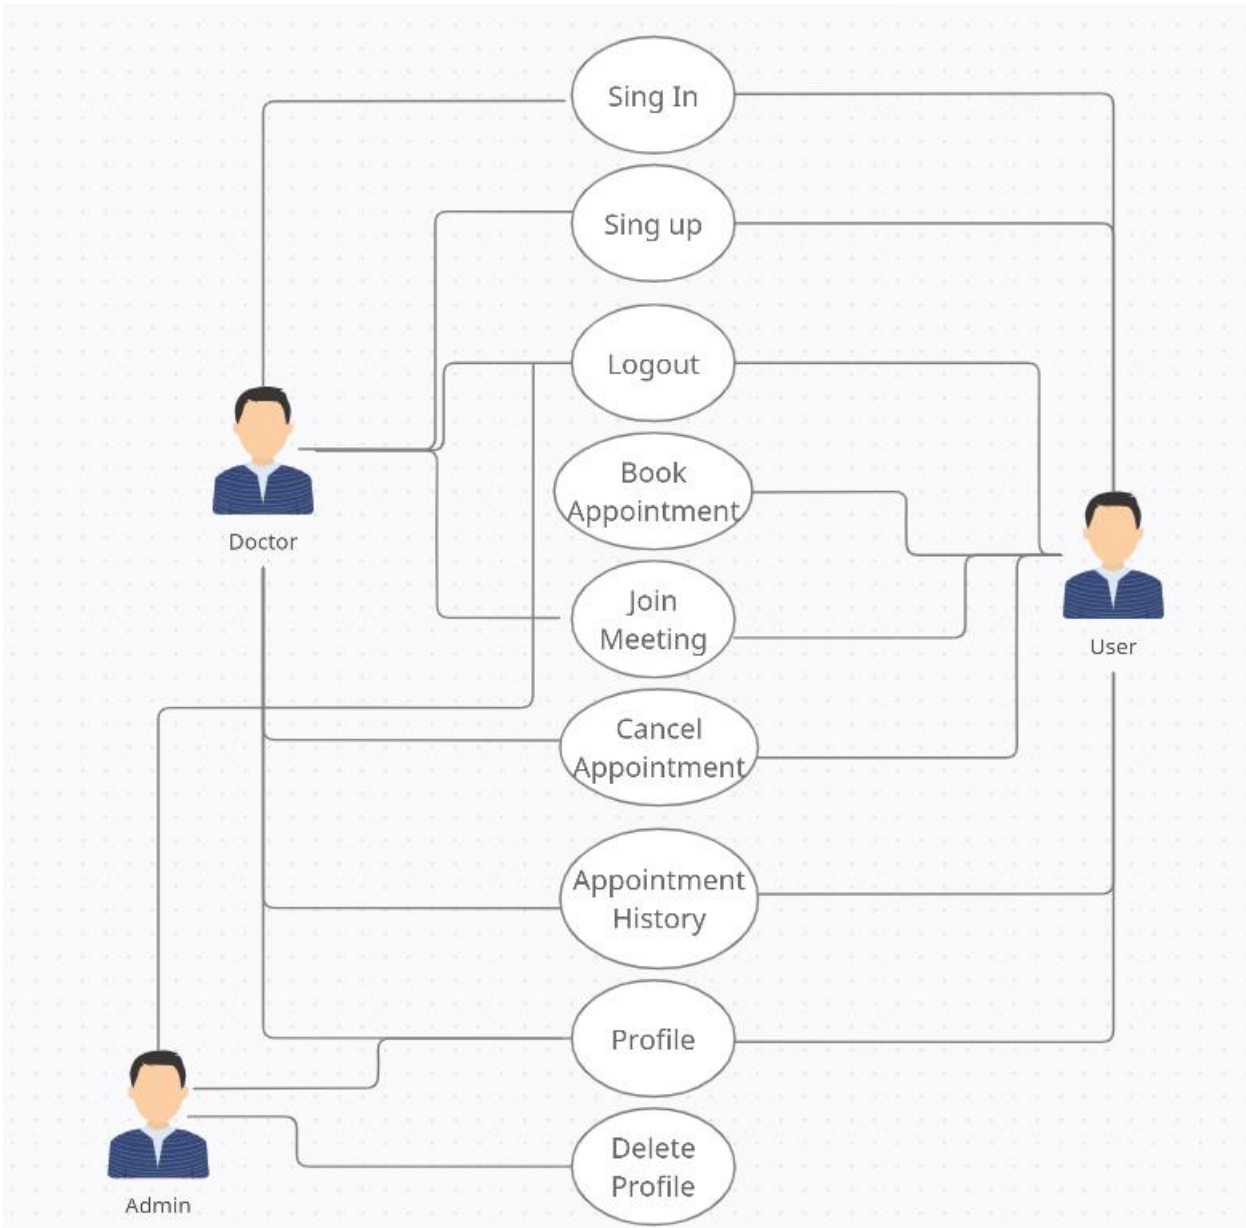 Sing In
Sing up
Logout
Book
Appointment
Doctor
Join
Meeting
User
Cancel
Appointment
Appointment
History
Profile
Delete
Profile
Admin